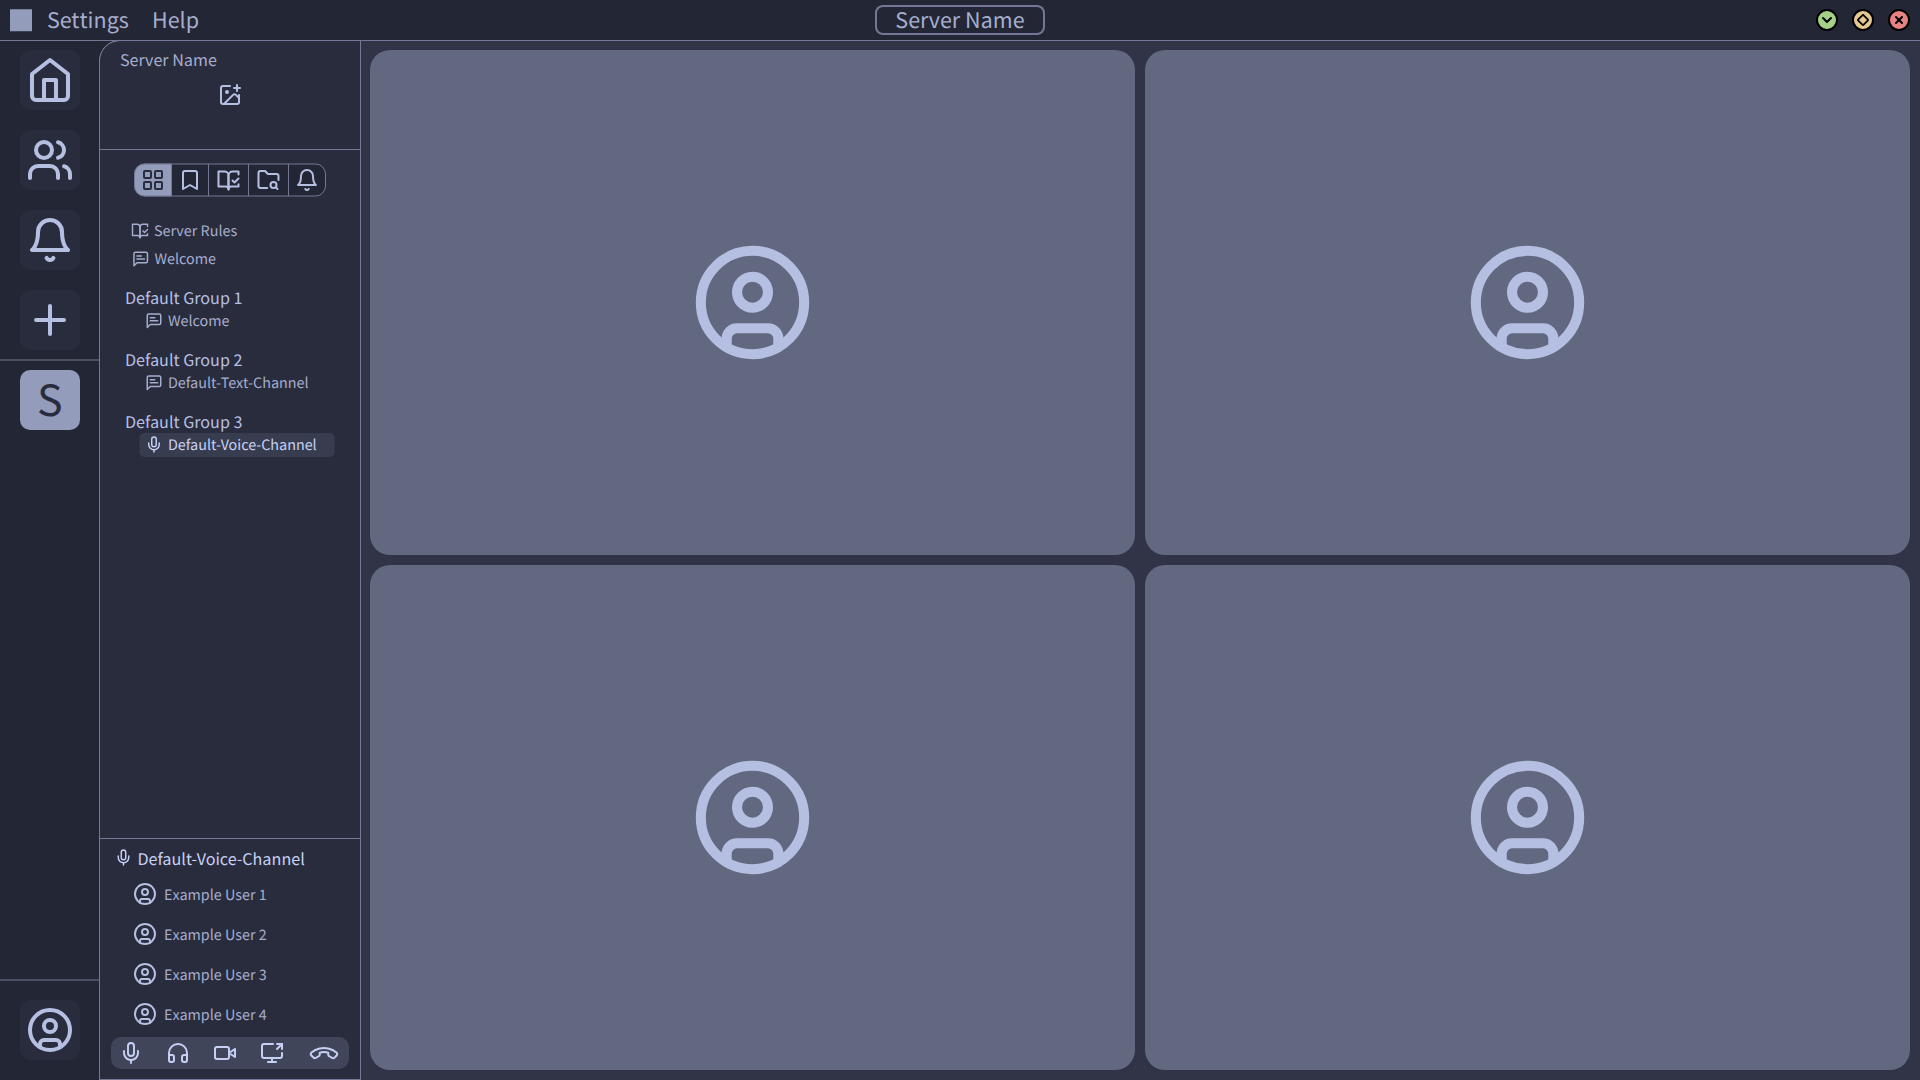 Settings Help
Server Name
Server Name
Server Rules
Welcome
Default Group 1
Welcome
Default Group 2
Default-Text-Channel
Default Group 3
Default-Voice-Channel
S
Default-Voice-Channel
Example User 1
Example User 2
Example User 3
Example User 4